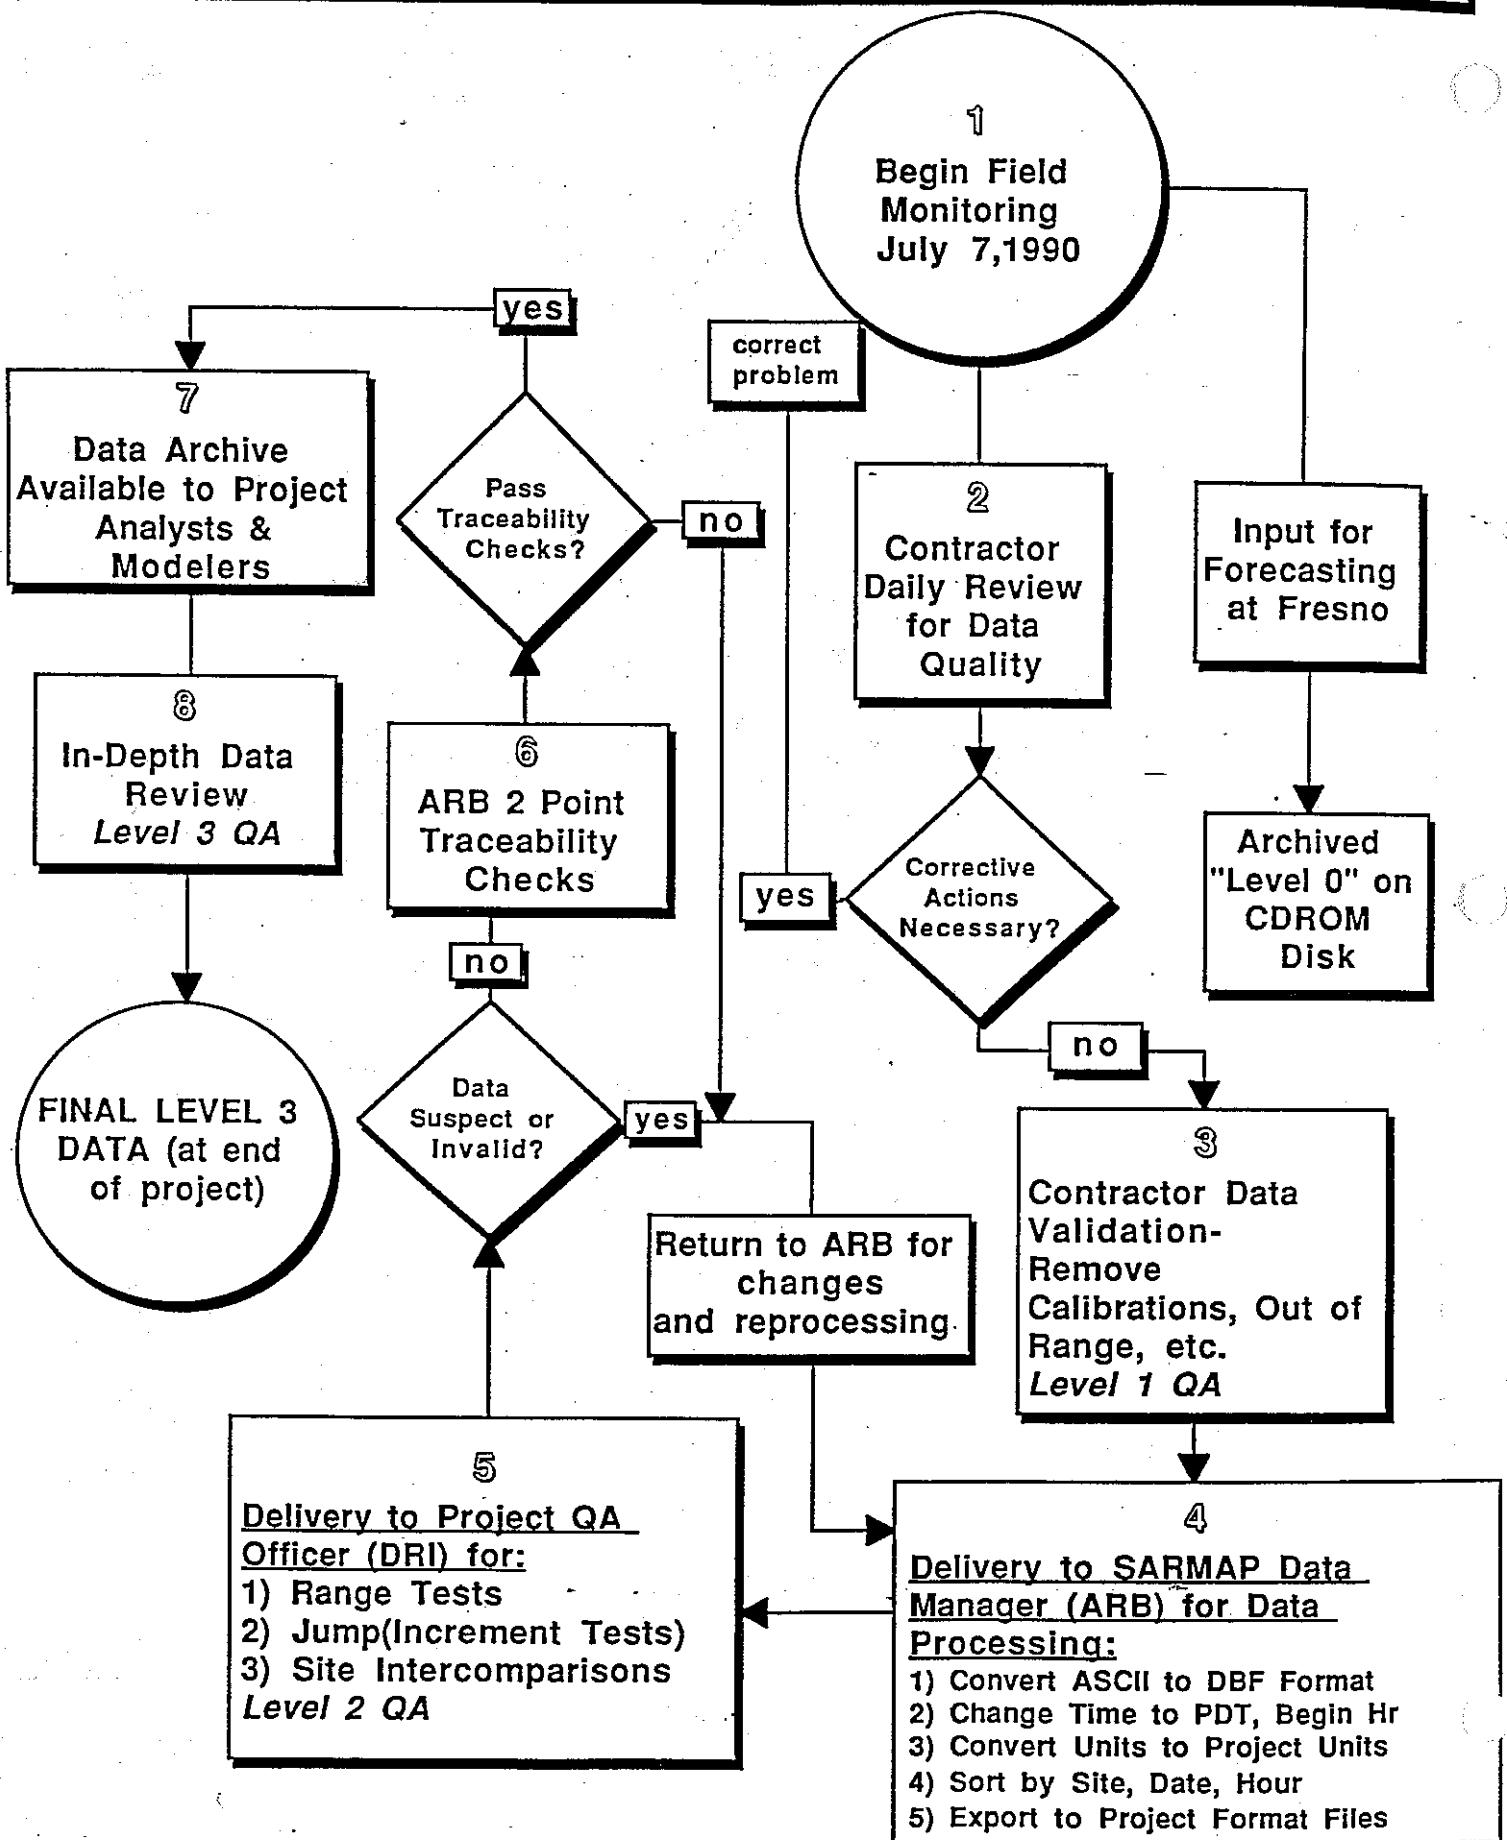 1
Begin Field
Monitoring
July 7,1990
correct
problem
2
Contractor
Daily Review
for Data
Quality
Input for
Forecasting
at Fresno
Archived
"Level 0" on
CDROM
Disk
Corrective
Actions
Necessary?
yes
no
3
Contractor Data
Validation-
Remove
Calibrations, Out of
Range, etc.
Level 1 QA
4
Delivery to SARMAP Data
Manager (ARB) for Data
Processing:
1) Convert ASCII to DBF Format
2) Change Time to PDT, Begin Hr
3) Convert Units to Project Units
4) Sort by Site, Date, Hour
5) Export to Project Format Files
5
Delivery to Project QA
Officer (DRI) for:
1) Range Tests
2) Jump(Increment Tests)
3) Site Intercomparisons
Level 2 QA
Data
Suspect or
Invalid?
yes
Return to ARB for
changes
and reprocessing
no
6
ARB 2 Point
Traceability
Checks
Pass
Traceability
Checks?
no
yes
7
Data Archive
Available to Project
Analysts &
Modelers
8
In-Depth Data
Review
Level 3 QA
FINAL LEVEL 3
DATA (at end
of project)